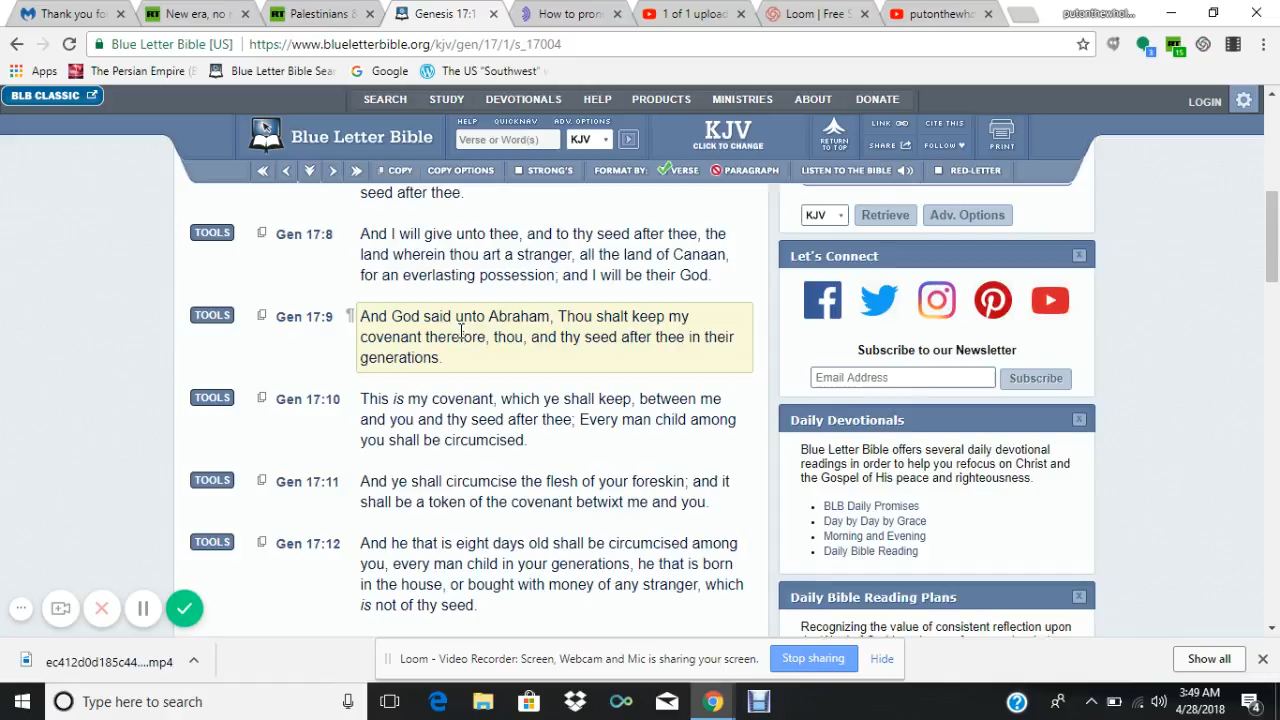 Thank you fo
New era, no r
Palestinians &
Genesis 17:1
How to pron
1 of 1 upload
Loom | Free S
putonthewhol
putonthewhol...
Blue Letter Bible [US]
https://www.blueletterbible.org/kjv/gen/17/1/s_17004
3
15
Apps
The Persian Empire (E
Blue Letter Bible Sear
Google
The US "Southwest"
BLB CLASSIC
SEARCH
STUDY
DEVOTIONALS
HELP
PRODUCTS
MINISTRIES
ABOUT
DONATE
LOGIN
Blue Letter Bible
HELP
QUICKNAV
ADV. OPTIONS
Verse or Word(s)
KJV
KJV
CLICK TO CHANGE
RETURN
TO TOP
LINK
CITE THIS
SHARE
FOLLOW
PRINT
COPY
COPY OPTIONS
STRONG'S
FORMAT BY:
VERSE
PARAGRAPH
LISTEN TO THE BIBLE
RED-LETTER
seed after thee.
TOOLS
Gen 17:8
And I will give unto thee, and to thy seed after thee, the
land wherein thou art a stranger, all the land of Canaan,
for an everlasting possession; and I will be their God.
TOOLS
Gen 17:9
¶
And God said unto Abraham, Thou shalt keep my
covenant therefore, thou, and thy seed after thee in their
generations.
TOOLS
Gen 17:10
This is my covenant, which ye shall keep, between me
and you and thy seed after thee; Every man child among
you shall be circumcised.
TOOLS
Gen 17:11
And ye shall circumcise the flesh of your foreskin; and it
shall be a token of the covenant betwixt me and you.
TOOLS
Gen 17:12
And he that is eight days old shall be circumcised among
you, every man child in your generations, he that is born
in the house, or bought with money of any stranger, which
is not of thy seed.
KJV
Retrieve
Adv. Options
Let's Connect
Subscribe to our Newsletter
Email Address
Subscribe
Daily Devotionals
Blue Letter Bible offers several daily devotional
readings in order to help you refocus on Christ and
the Gospel of His peace and righteousness.
BLB Daily Promises
Day by Day by Grace
Morning and Evening
Daily Bible Reading
Daily Bible Reading Plans
Recognizing the value of consistent reflection upon
ec412d0d185c44....mp4
Loom - Video Recorder: Screen, Webcam and Mic is sharing your screen.
Stop sharing
Hide
Show all
Type here to search
3:49 AM
4/28/2018
4